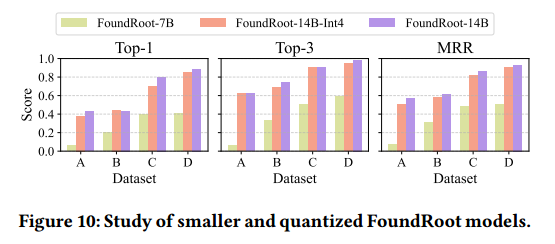 FoundRoot-7B FoundRoot-14B-Int4 FoundRoot-14B
Top-1 Top-3 MRR
Score
1.0
0.8
0.6
0.4
0.2
0.0
A B C D A B C D A B C D
Dataset Dataset Dataset
Figure 10: Study of smaller and quantized FoundRoot models.